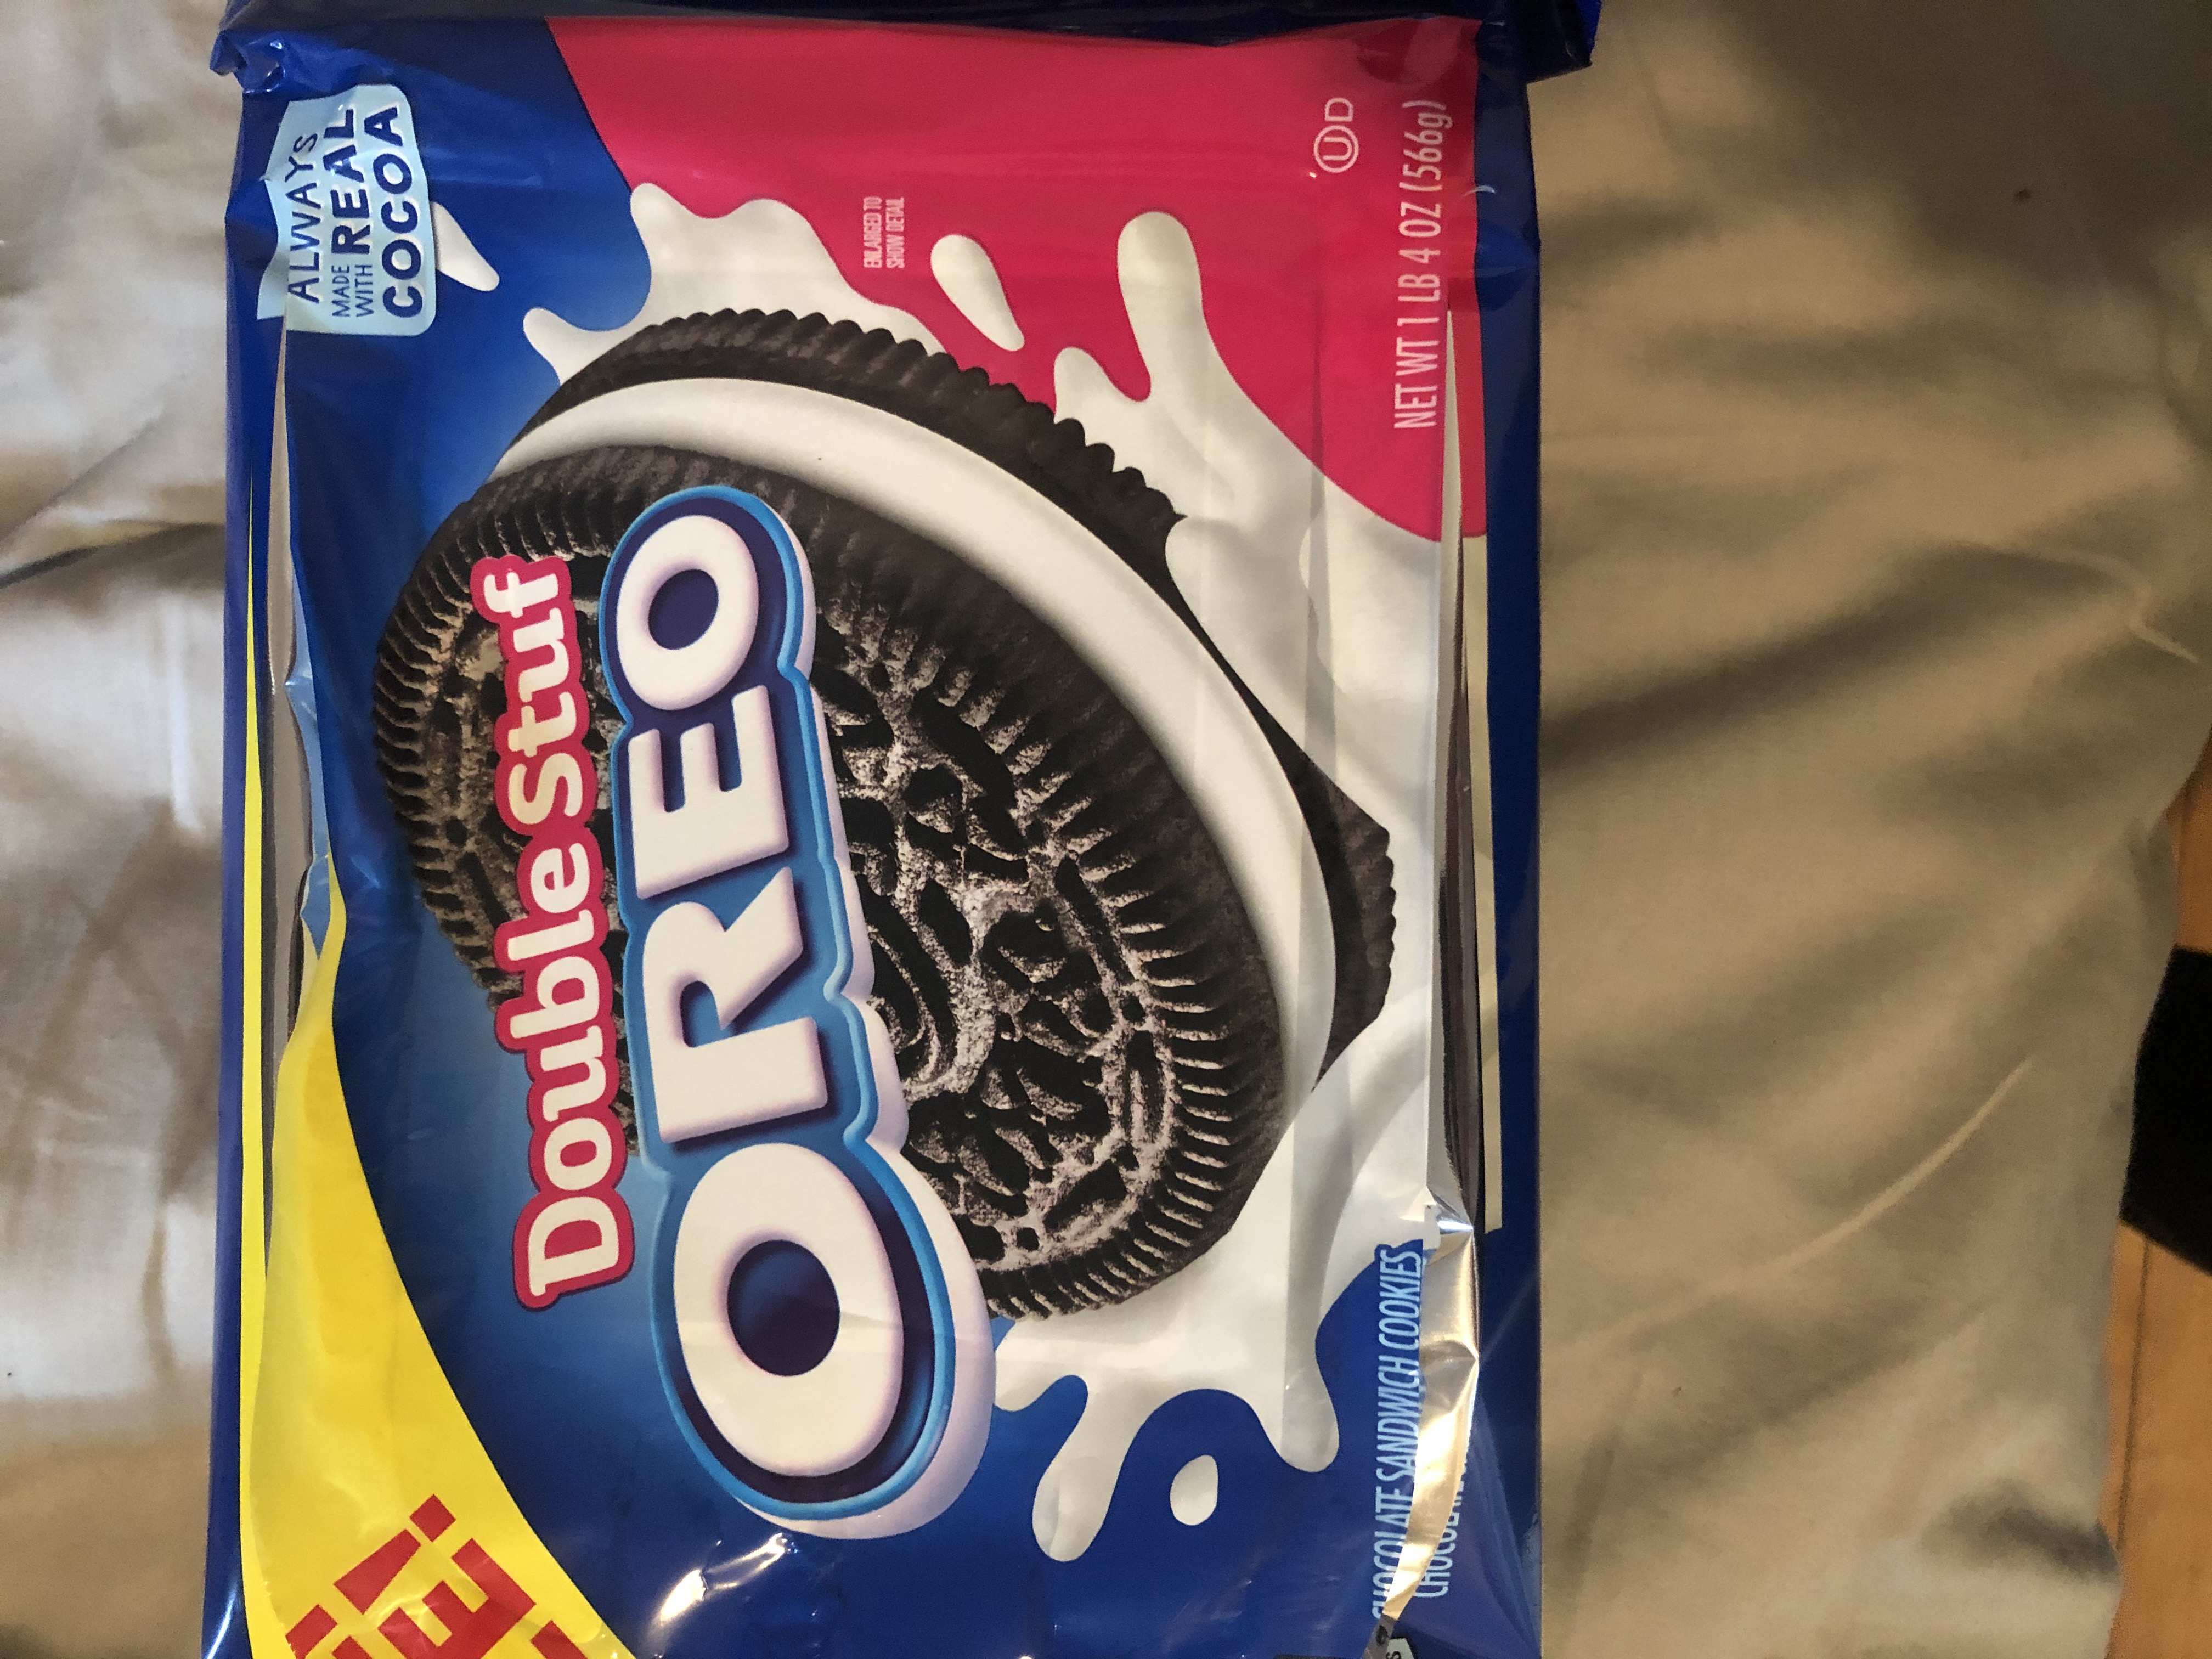 ALWAYS
MADE
WITH REAL
COCOA
Double Stuf
OREO
ENLARGED TO
SHOW DETAIL
UD
CHOCOLATE SANDWICH COOKIES
NET WT 1 LB 4 OZ (566g)